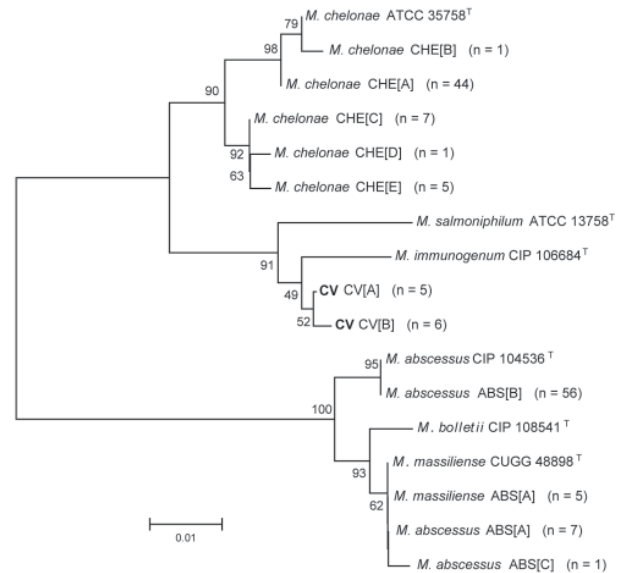 79 M. chelonae ATCC 35758T
M. chelonae CHE[B] (n = 1)
98
M. chelonae CHE[A] (n = 44)
90
M. chelonae CHE[C] (n = 7)
92 M. chelonae CHE[D] (n = 1)
63
M. chelonae CHE[E] (n = 5)
M. salmoniphilum ATCC 13758T
91 M. immunogenum CIP 106684T
49 CV CV[A] (n = 5)
52 CV CV[B] (n = 6)
95 M. abscessus CIP 104536 T
M. abscessus ABS[B] (n = 56)
100
M. bolletii CIP 108541 T
93 M. massiliense CUGG 48898 T
M. massiliense ABS[A] (n = 5)
62
M. abscessus ABS[A] (n = 7)
M. abscessus ABS[C] (n = 1)
0.01